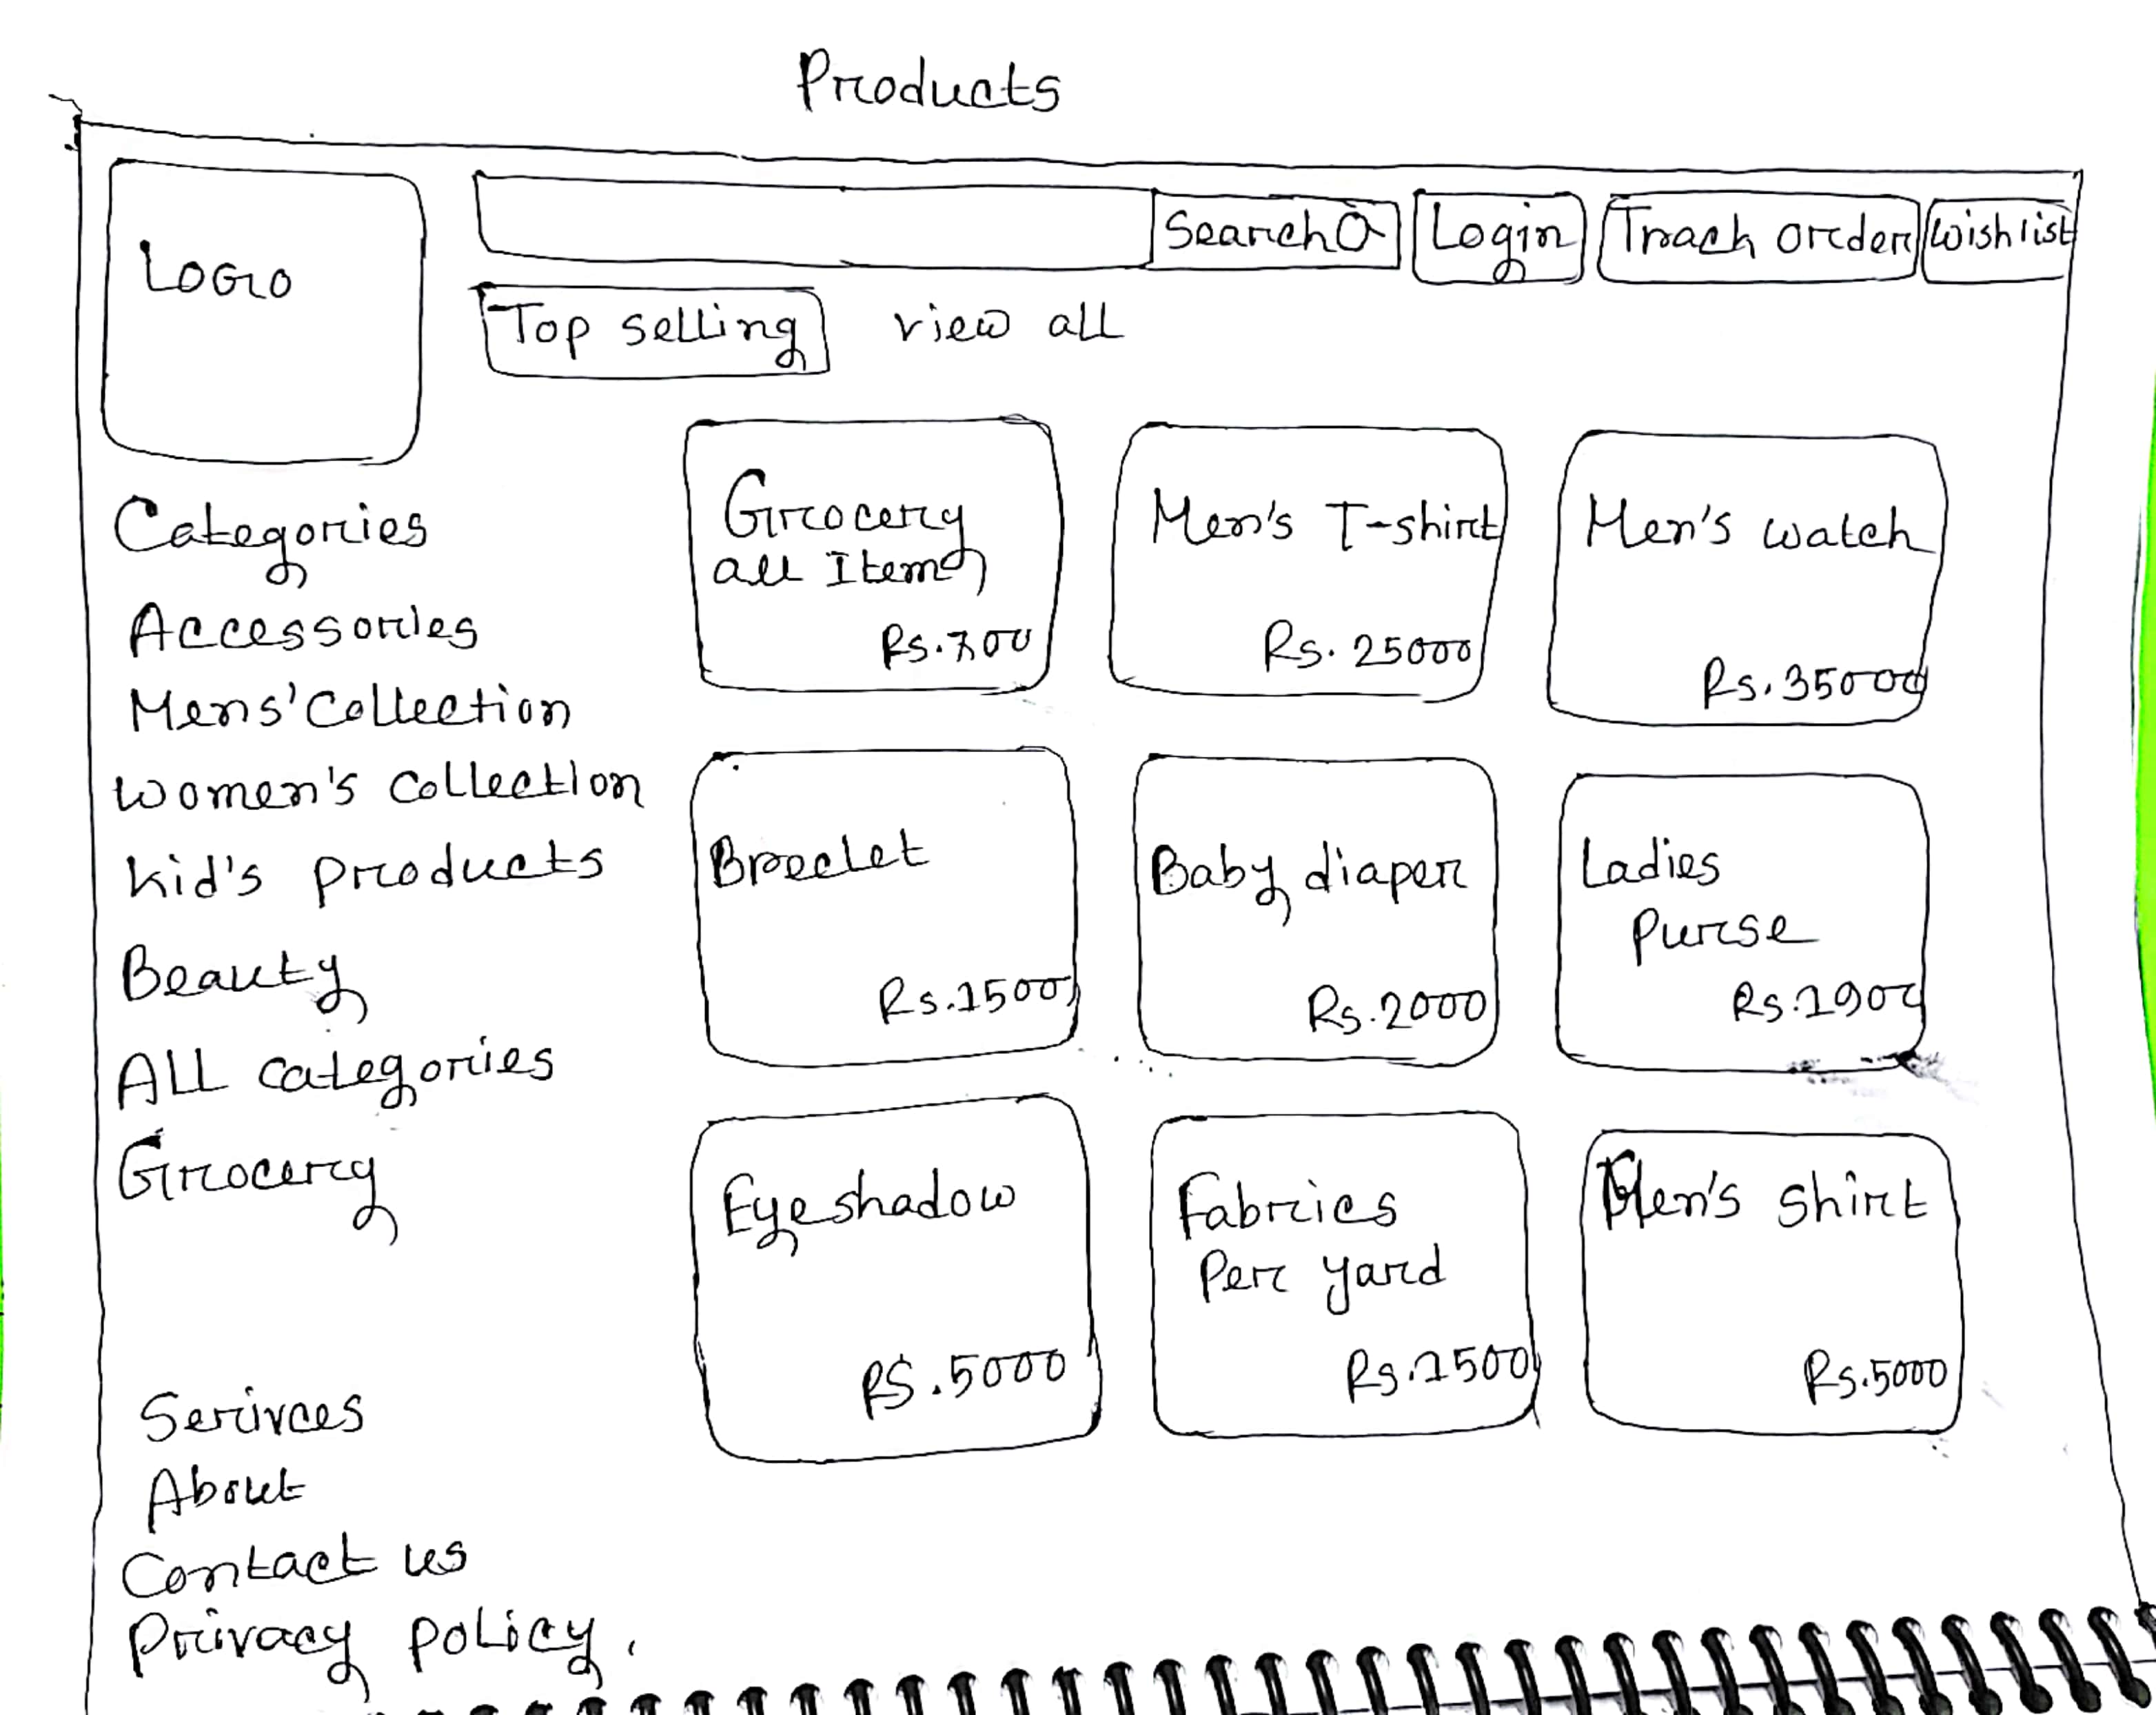 Products
LOGO
Search
Login
Track order
Wishlist
Top selling
view all
Categories
Accessories
Mens' Collection
Women's collection
Kid's products
Beauty
ALL categories
Grocery
Serivces
About
Contact us
Privacy policy.
Grocery
all Items
Rs.700
Men's T-shirt
Rs. 25000
Men's watch
Rs.35000
Breclet
Rs.1500
Baby diaper
Rs.2000
Ladies
Purse
Rs.1900
Eye shadow
RS.5000
Fabrics
Per yard
Rs.1500
Men's shirt
Rs.5000